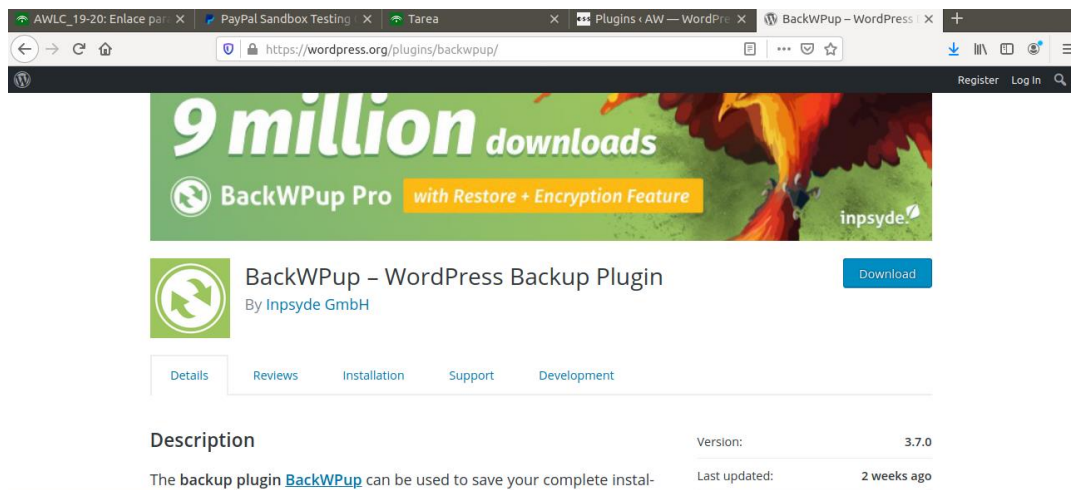 AWLC_19-20: Enlace par
PayPal Sandbox Testing
Tarea
Plugins ‹ AW — WordPre
BackWPup – WordPress
https://wordpress.org/plugins/backwpup/
Register Log In
9 million downloads
BackWPup Pro with Restore + Encryption Feature
inpsyde.
BackWPup – WordPress Backup Plugin
Download
By Inpsyde GmbH
Details Reviews Installation Support Development
Description
Version: 3.7.0
The backup plugin BackWPup can be used to save your complete instal-
Last updated: 2 weeks ago